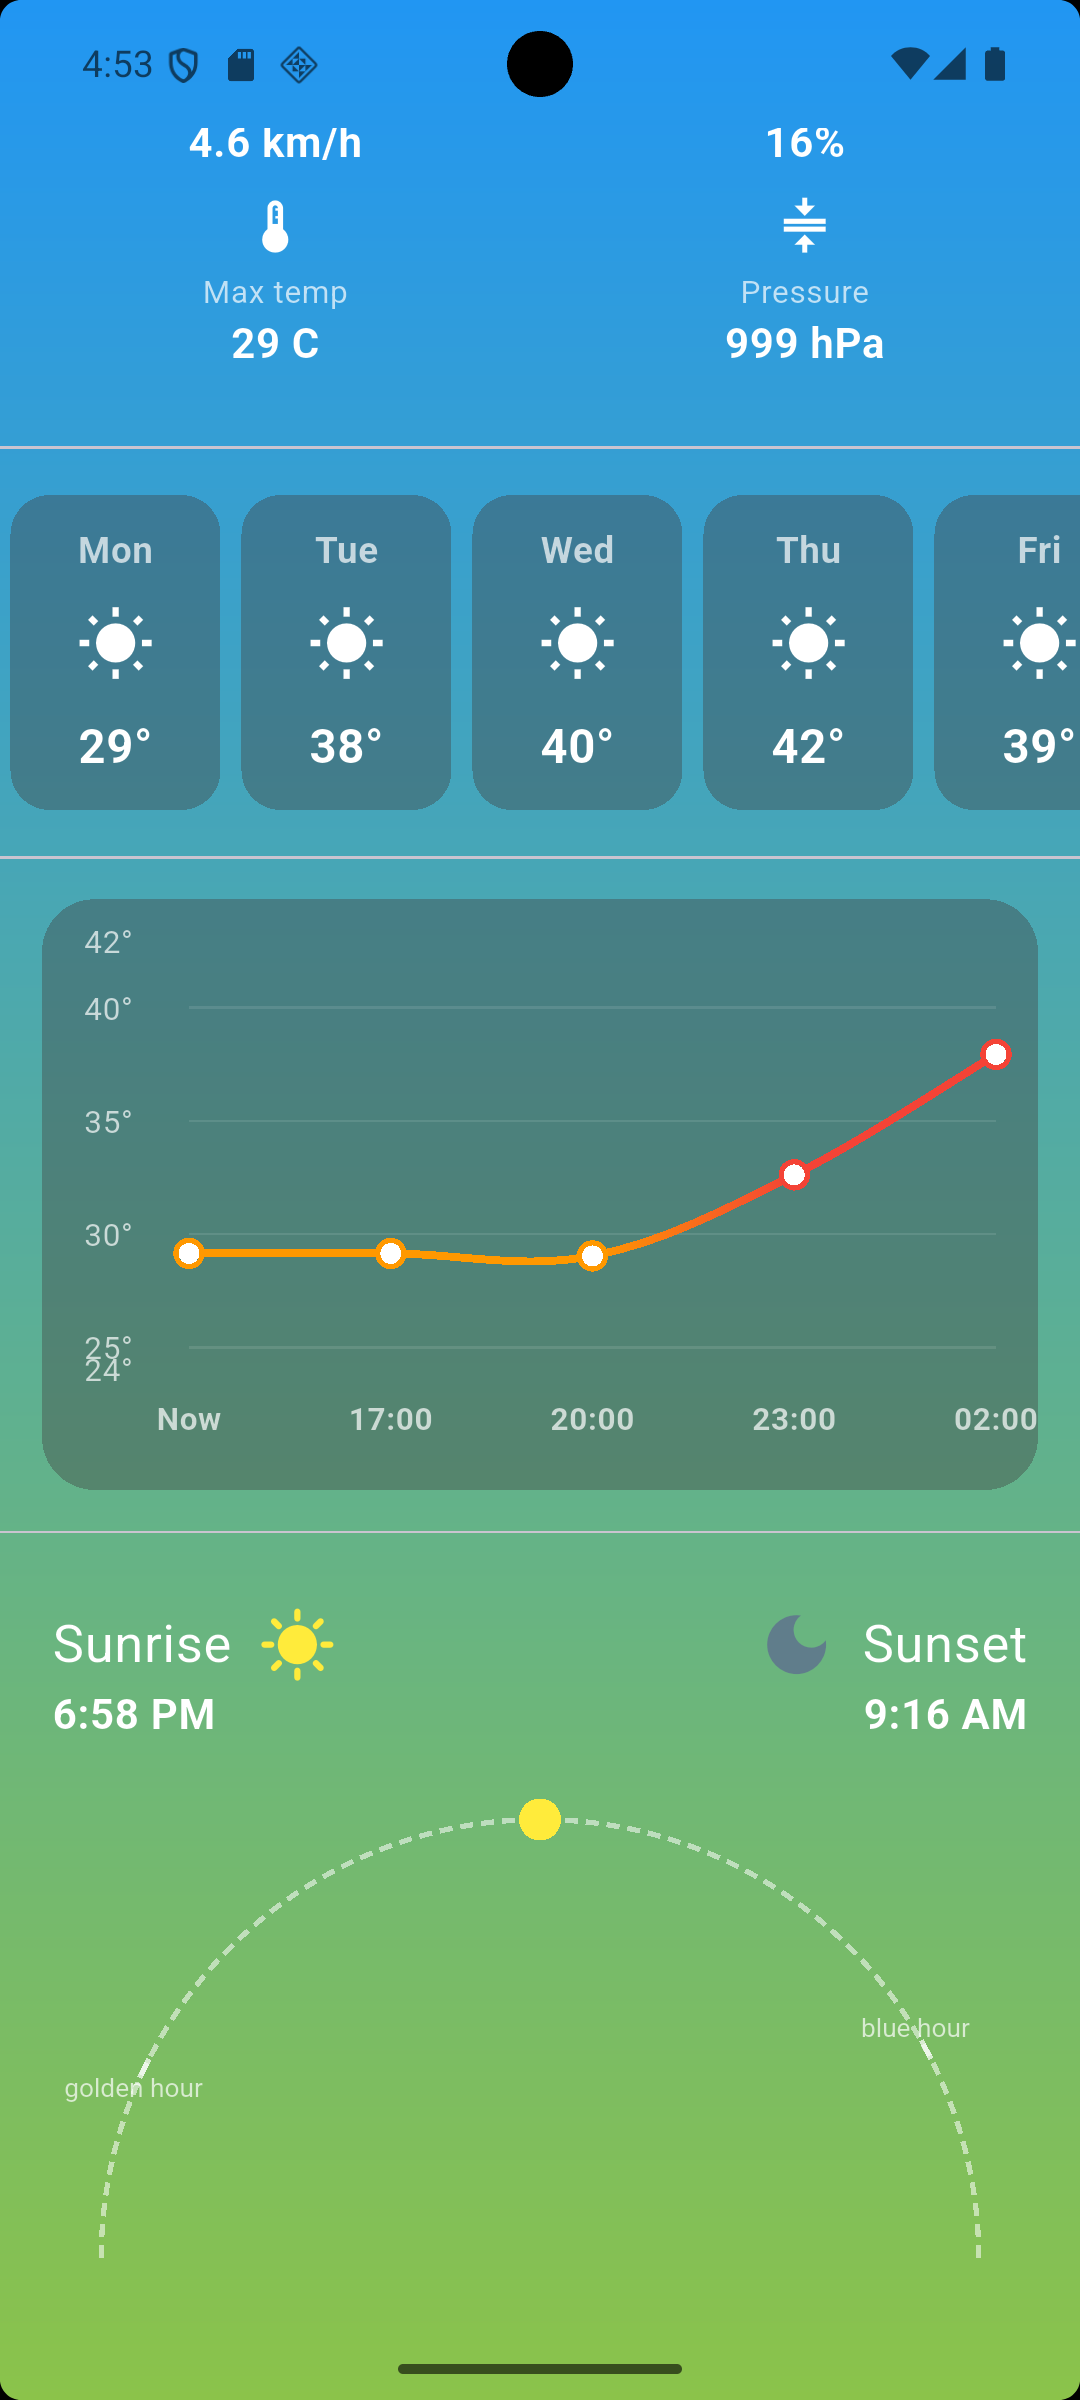 4:53
4.6 km/h
16%
Max temp
Pressure
29 C
999 hPa
Mon
Tue
Wed
Thu
Fri
29°
38°
40°
42°
39°
42°
40°
35°
30°
25°
24°
Now
17:00
20:00
23:00
02:00
Sunrise
Sunset
6:58 PM
9:16 AM
blue hour
golden hour